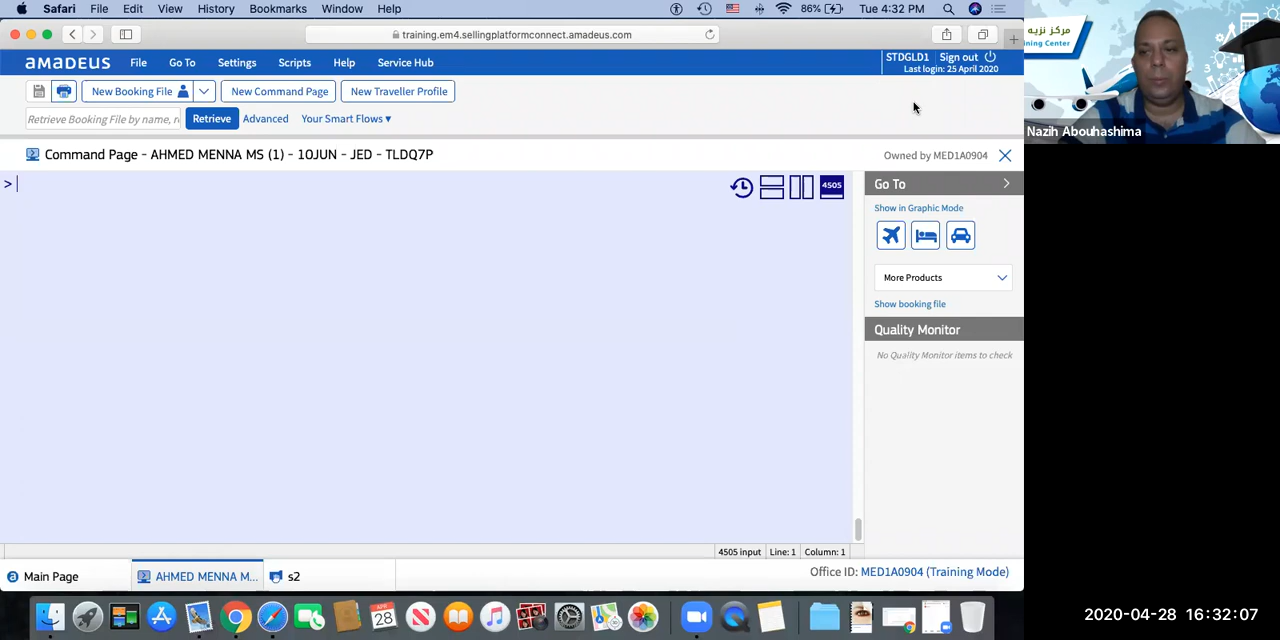 Safari File Edit View History Bookmarks Window Help 86% Tue 4:32 PM
training.em4.sellingplatformconnect.amadeus.com
amadeus File Go To Settings Scripts Help Service Hub STDGLD1 Sign out
Last login: 25 April 2020
New Booking File New Command Page New Traveller Profile
Retrieve Booking File by name, r Retrieve Advanced Your Smart Flows ▾
Command Page - AHMED MENNA MS (1) - 10JUN - JED - TLDQ7P Owned by MED1A0904
>
4505
Go To
Show in Graphic Mode
More Products
Show booking file
Quality Monitor
No Quality Monitor items to check
4505 input Line: 1 Column: 1
Main Page AHMED MENNA M... s2
Office ID: MED1A0904 (Training Mode)
APR
28
مركز نزيه
ining Center
Nazih Abouhashima
2020-04-28 16:32:07